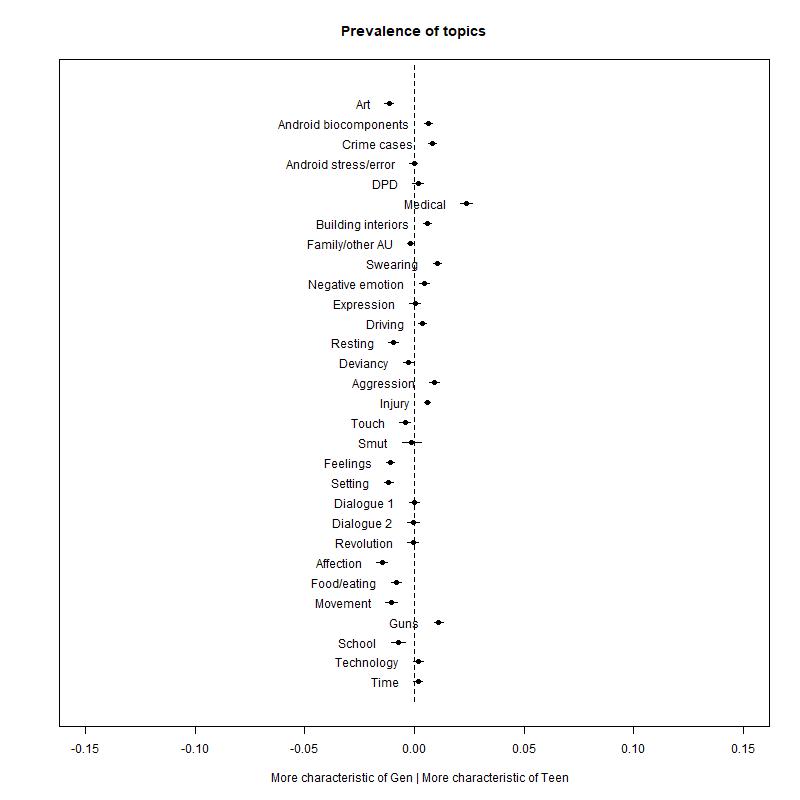 Prevalence of topics
Art
Android biocomponents
Crime cases
Android stress/error
DPD
Medical
Building interiors
Family/other AU
Swearing
Negative emotion
Expression
Driving
Resting
Deviancy
Aggression
Injury
Touch
Smut
Feelings
Setting
Dialogue 1
Dialogue 2
Revolution
Affection
Food/eating
Movement
Guns
School
Technology
Time
-0.15 -0.10 -0.05 0.00 0.05 0.10 0.15
More characteristic of Gen | More characteristic of Teen